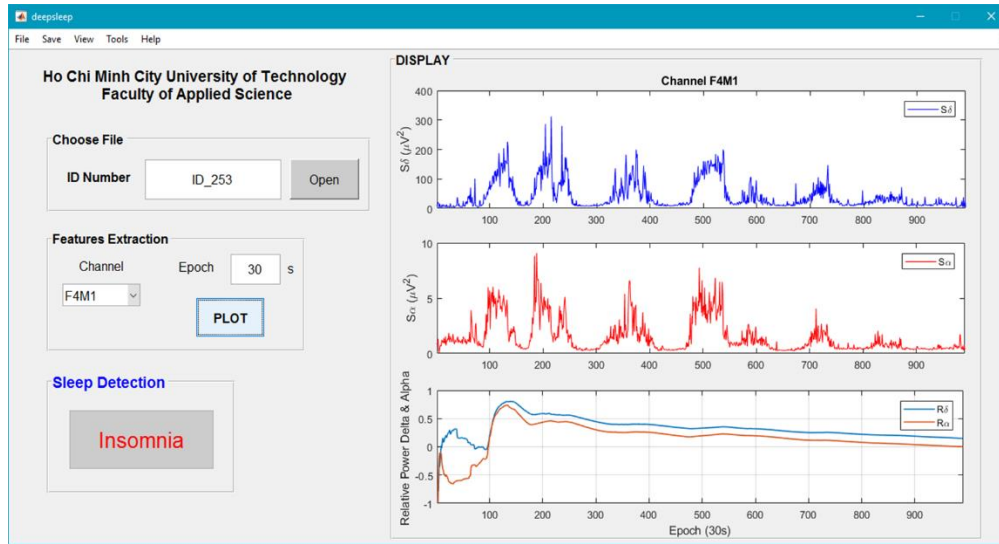 deepsleep
File Save View Tools Help
Ho Chi Minh City University of Technology
Faculty of Applied Science
Choose File
ID Number ID_253 Open
Features Extraction
Channel Epoch 30 s
F4M1
PLOT
Sleep Detection
Insomnia
DISPLAY
Channel F4M1
Sδ (μV²)
400
300
200
100
0
100 200 300 400 500 600 700 800 900
Sδ
Sα (μV²)
10
5
0
100 200 300 400 500 600 700 800 900
Sα
Relative Power Delta & Alpha
1
0.5
0
-0.5
-1
100 200 300 400 500 600 700 800 900
Rδ
Rα
Epoch (30s)